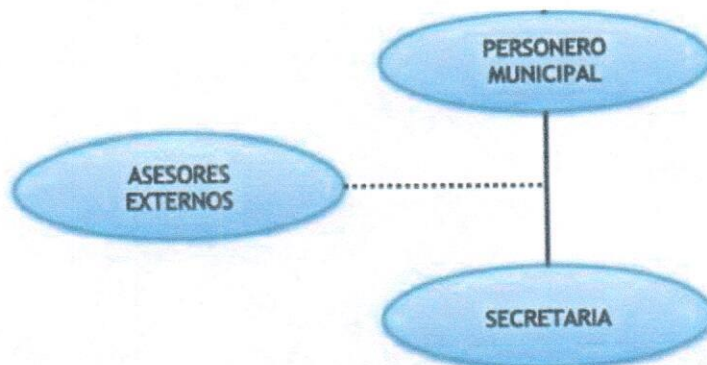 PERSONERO
MUNICIPAL
ASESORES
EXTERNOS
SECRETARIA